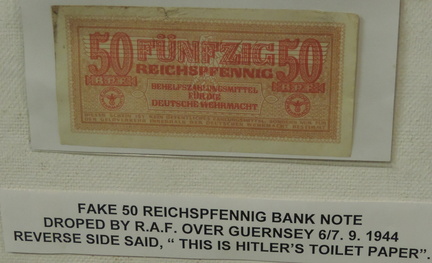 50 FÜNFZIG 50
REICHSPFENNIG
BEHELFSZAHLUNGSMITTEL
FÜR DIE
DEUTSCHE WEHRMACHT
FAKE 50 REICHSPFENNIG BANK NOTE
DROPED BY R.A.F. OVER GUERNSEY 6/7. 9. 1944
REVERSE SIDE SAID, “ THIS IS HITLER’S TOILET PAPER”.